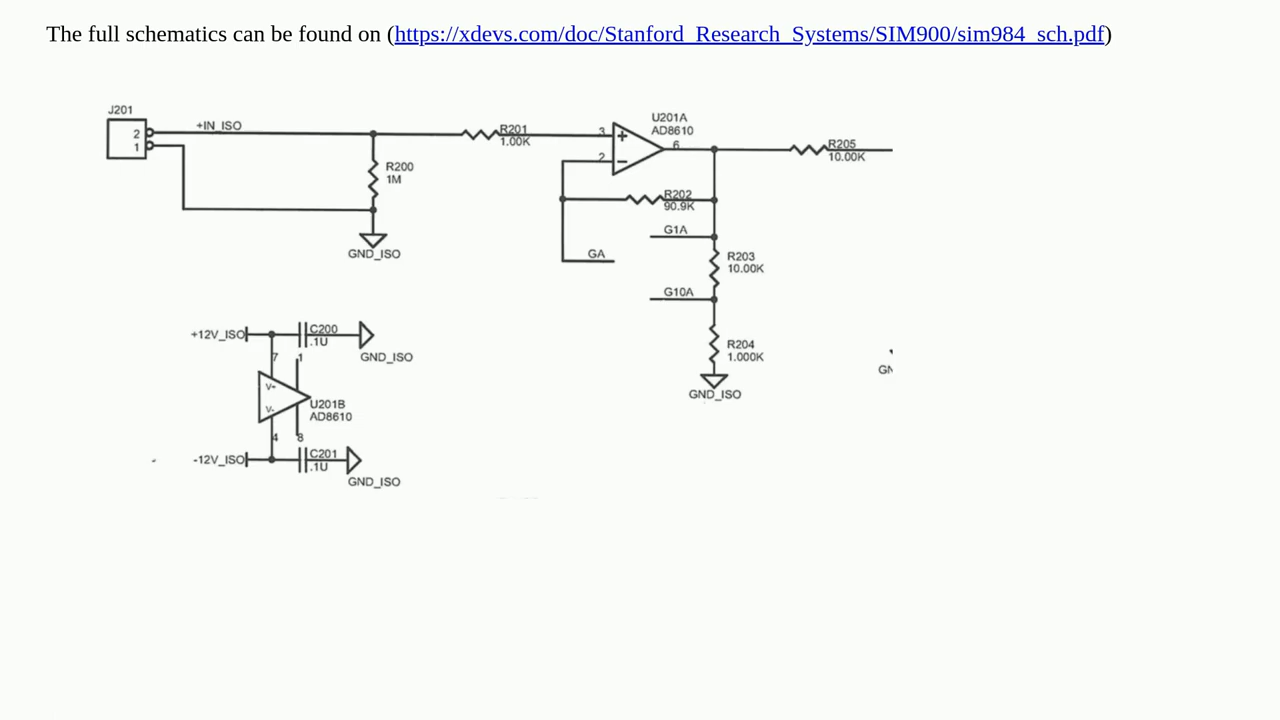 The full schematics can be found on (https://xdevs.com/doc/Stanford_Research_Systems/SIM900/sim984_sch.pdf)
J201
2
1
+IN_ISO
R200
1M
GND_ISO
R201
1.00K
3
2
U201A
AD8610
6
R205
10.00K
R202
90.9K
G1A
GA
R203
10.00K
G10A
R204
1.000K
GND_ISO
GN
+12V_ISO
C200
.1U
GND_ISO
7
1
V+
V-
U201B
AD8610
4
8
-12V_ISO
C201
.1U
GND_ISO